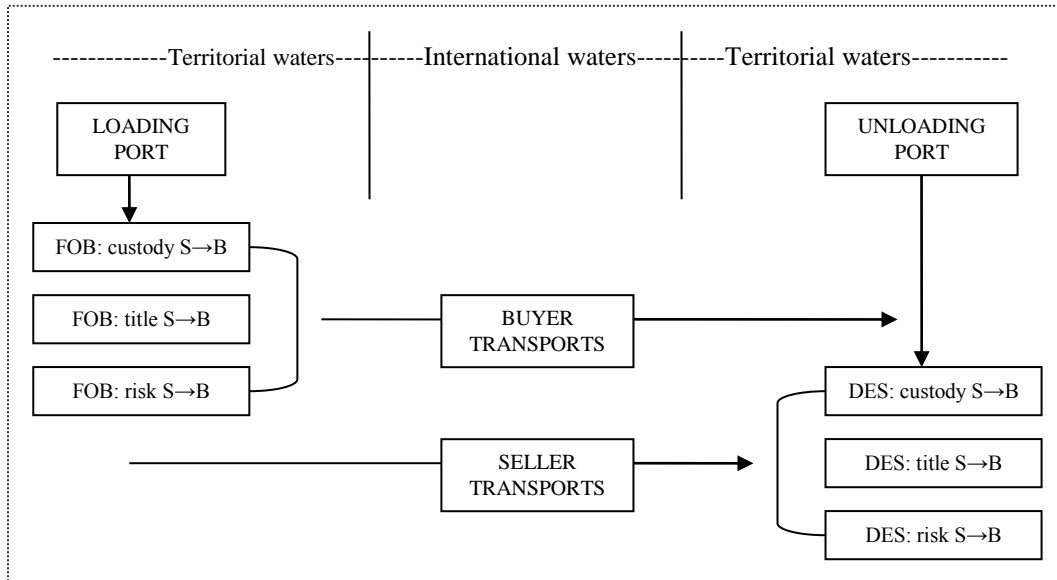 Territorial waters
International waters
Territorial waters
LOADING
PORT
UNLOADING
PORT
FOB: custody S→B
FOB: title S→B
BUYER
TRANSPORTS
FOB: risk S→B
DES: custody S→B
SELLER
TRANSPORTS
DES: title S→B
DES: risk S→B